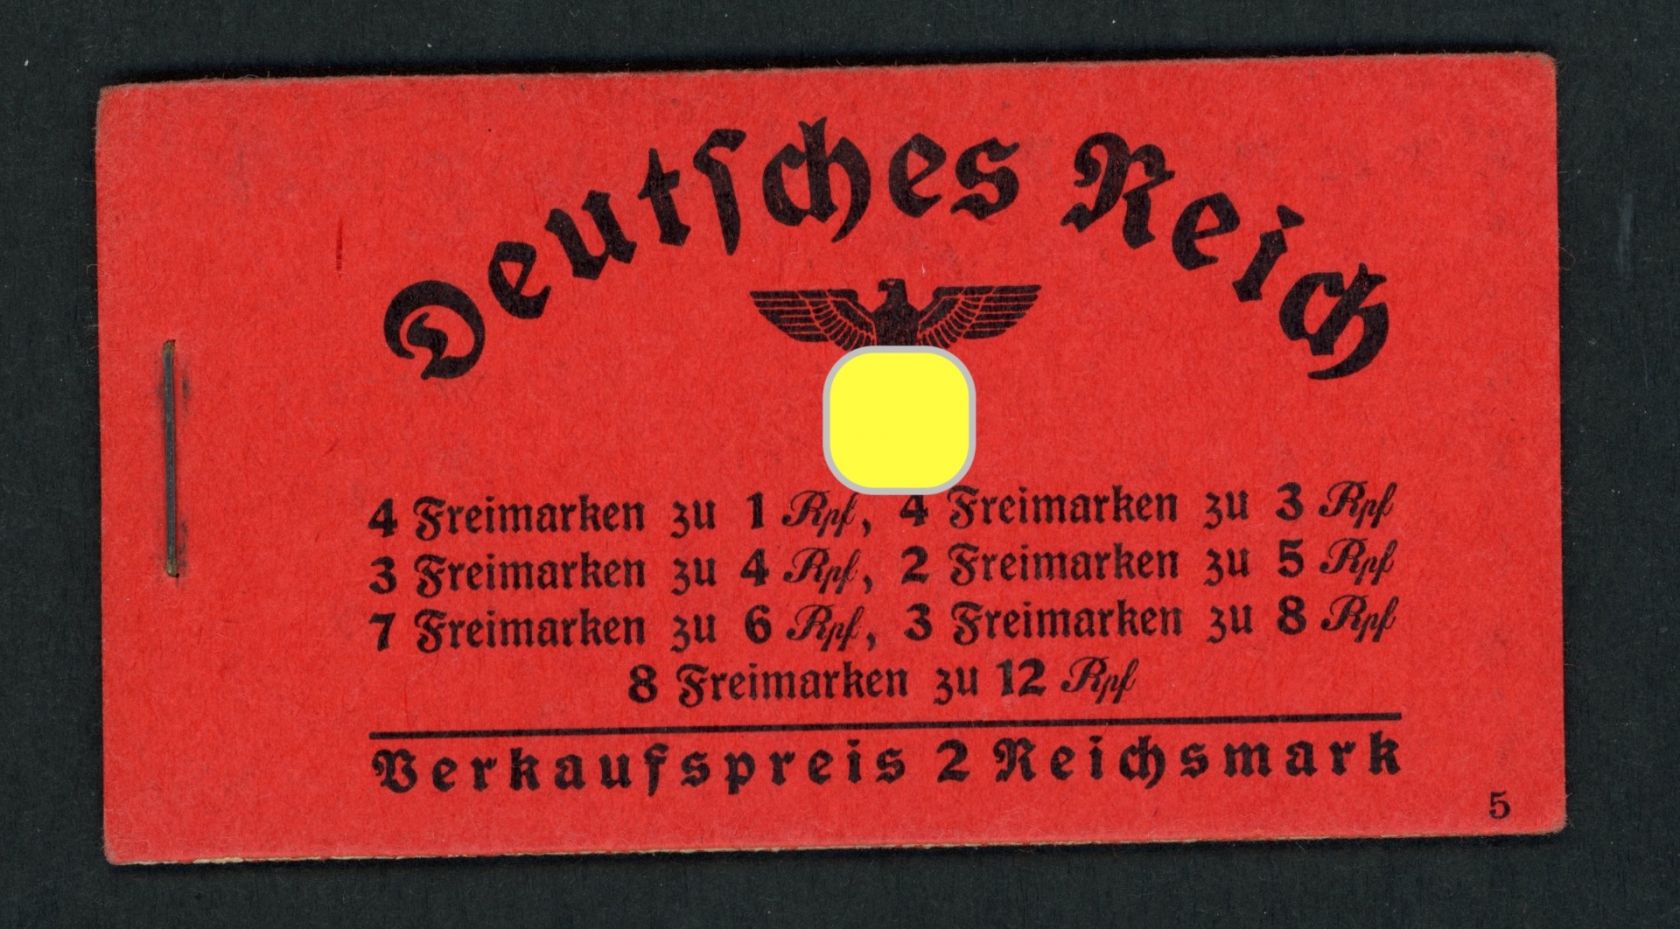 Deutſches Reich
4 Freimarken zu 1 Rpf, 4 Freimarken zu 3 Rpf
3 Freimarken zu 4 Rpf, 2 Freimarken zu 5 Rpf
7 Freimarken zu 6 Rpf, 3 Freimarken zu 8 Rpf
8 Freimarken zu 12 Rpf
Verkaufspreis 2 Reichsmark
5